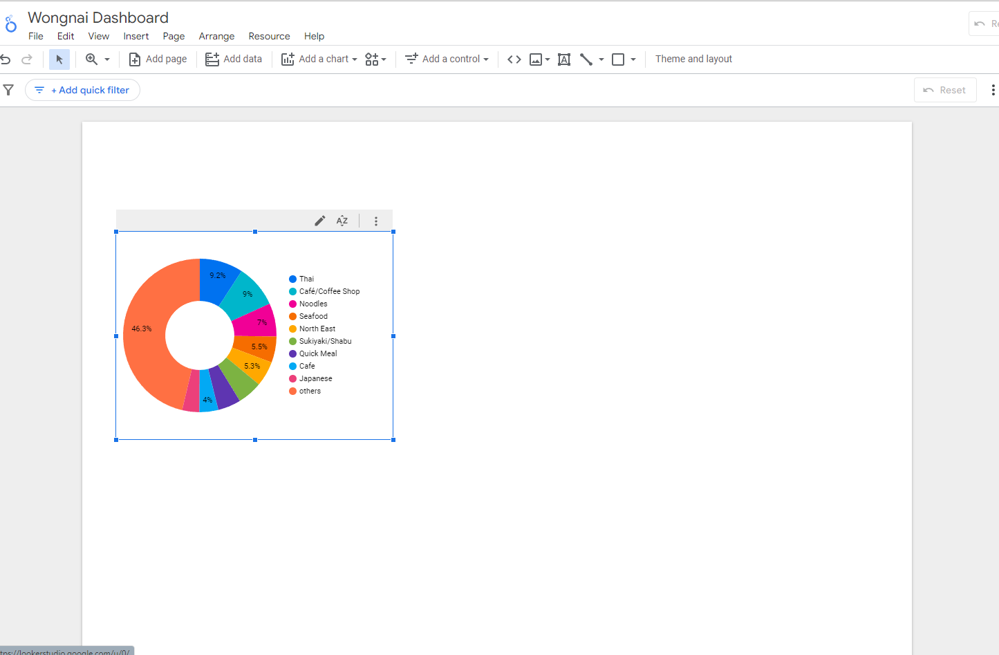 Wongnai Dashboard
File Edit View Insert Page Arrange Resource Help
Add page Add data Add a chart Add a control Theme and layout
+ Add quick filter Reset
AZ
9.2%
9%
7%
5.5%
5.3%
4%
46.3%
Thai
Café/Coffee Shop
Noodles
Seafood
North East
Sukiyaki/Shabu
Quick Meal
Cafe
Japanese
others